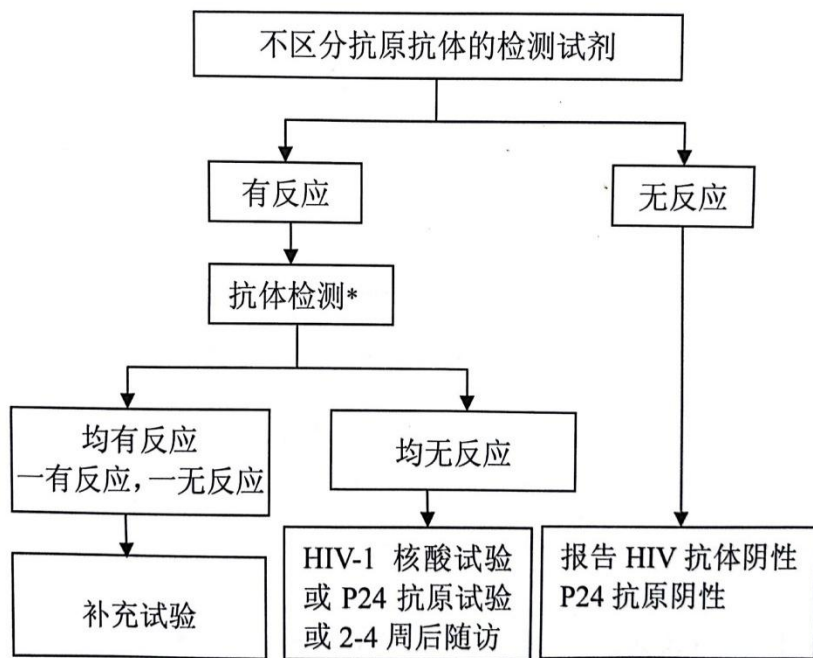 不区分抗原抗体的检测试剂
有反应
无反应
抗体检测*
均有反应
一有反应，一无反应
均无反应
补充试验
HIV-1 核酸试验
或 P24 抗原试验
或 2-4 周后随访
报告 HIV 抗体阴性
P24 抗原阴性